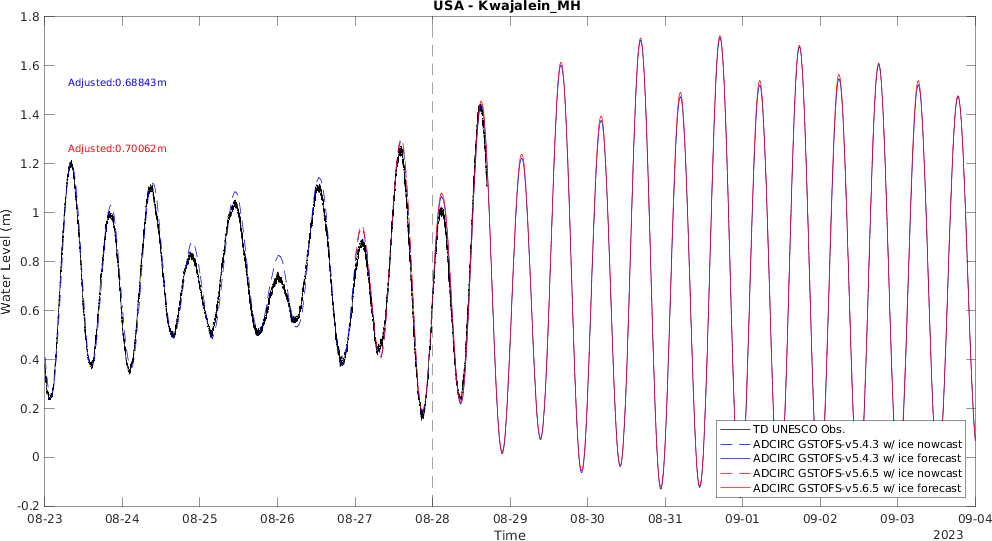 USA - Kwajalein_MH
1.8
1.6
1.4
1.2
1
0.8
0.6
0.4
0.2
0
-0.2
Water Level (m)
Adjusted:0.68843m
Adjusted:0.70062m
TD UNESCO Obs.
ADCIRC GSTOFS-v5.4.3 w/ ice nowcast
ADCIRC GSTOFS-v5.4.3 w/ ice forecast
ADCIRC GSTOFS-v5.6.5 w/ ice nowcast
ADCIRC GSTOFS-v5.6.5 w/ ice forecast
08-23 08-24 08-25 08-26 08-27 08-28 08-29 08-30 08-31 09-01 09-02 09-03 09-04
Time
2023